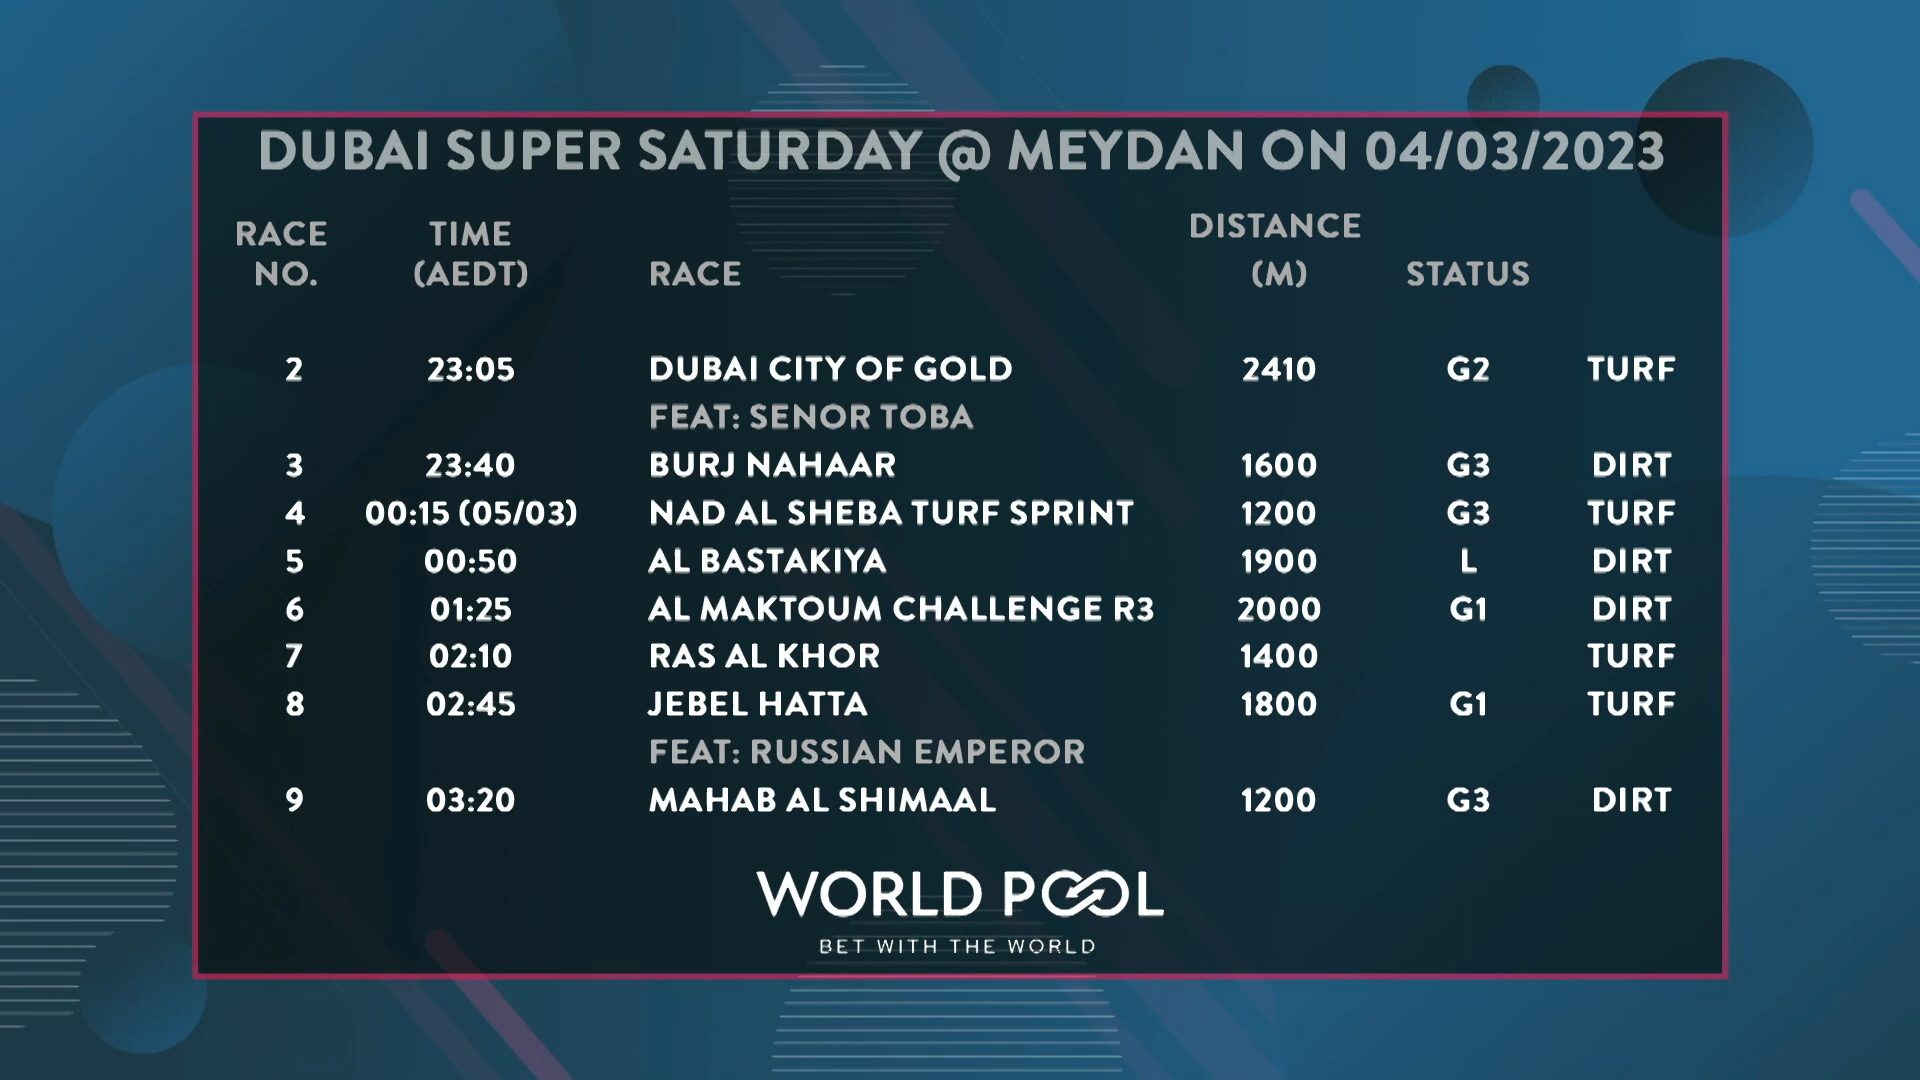 DUBAI SUPER SATURDAY @ MEYDAN ON 04/03/2023
RACE NO. TIME (AEDT) RACE DISTANCE (M) STATUS
2 23:05 DUBAI CITY OF GOLD 2410 G2 TURF
FEAT: SENOR TOBA
3 23:40 BURJ NAHAAR 1600 G3 DIRT
4 00:15 (05/03) NAD AL SHEBA TURF SPRINT 1200 G3 TURF
5 00:50 AL BASTAKIYA 1900 L DIRT
6 01:25 AL MAKTOUM CHALLENGE R3 2000 G1 DIRT
7 02:10 RAS AL KHOR 1400 TURF
8 02:45 JEBEL HATTA 1800 G1 TURF
FEAT: RUSSIAN EMPEROR
9 03:20 MAHAB AL SHIMAAL 1200 G3 DIRT
WORLD POOL
BET WITH THE WORLD